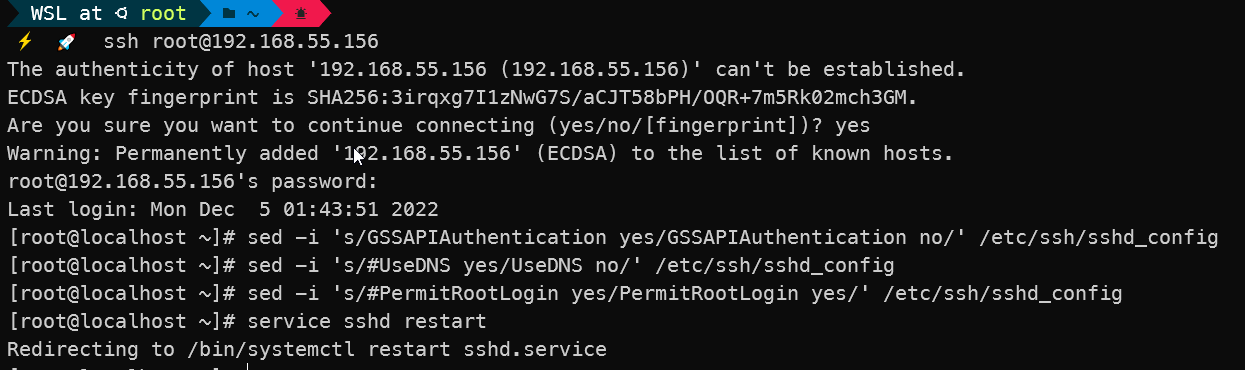 WSL at root ~
ssh root@192.168.55.156
The authenticity of host '192.168.55.156 (192.168.55.156)' can't be established.
ECDSA key fingerprint is SHA256:3irqxg7I1zNwG7S/aCJT58bPH/OQR+7m5Rk02mch3GM.
Are you sure you want to continue connecting (yes/no/[fingerprint])? yes
Warning: Permanently added '192.168.55.156' (ECDSA) to the list of known hosts.
root@192.168.55.156's password:
Last login: Mon Dec  5 01:43:51 2022
[root@localhost ~]# sed -i 's/GSSAPIAuthentication yes/GSSAPIAuthentication no/' /etc/ssh/sshd_config
[root@localhost ~]# sed -i 's/#UseDNS yes/UseDNS no/' /etc/ssh/sshd_config
[root@localhost ~]# sed -i 's/#PermitRootLogin yes/PermitRootLogin yes/' /etc/ssh/sshd_config
[root@localhost ~]# service sshd restart
Redirecting to /bin/systemctl restart sshd.service